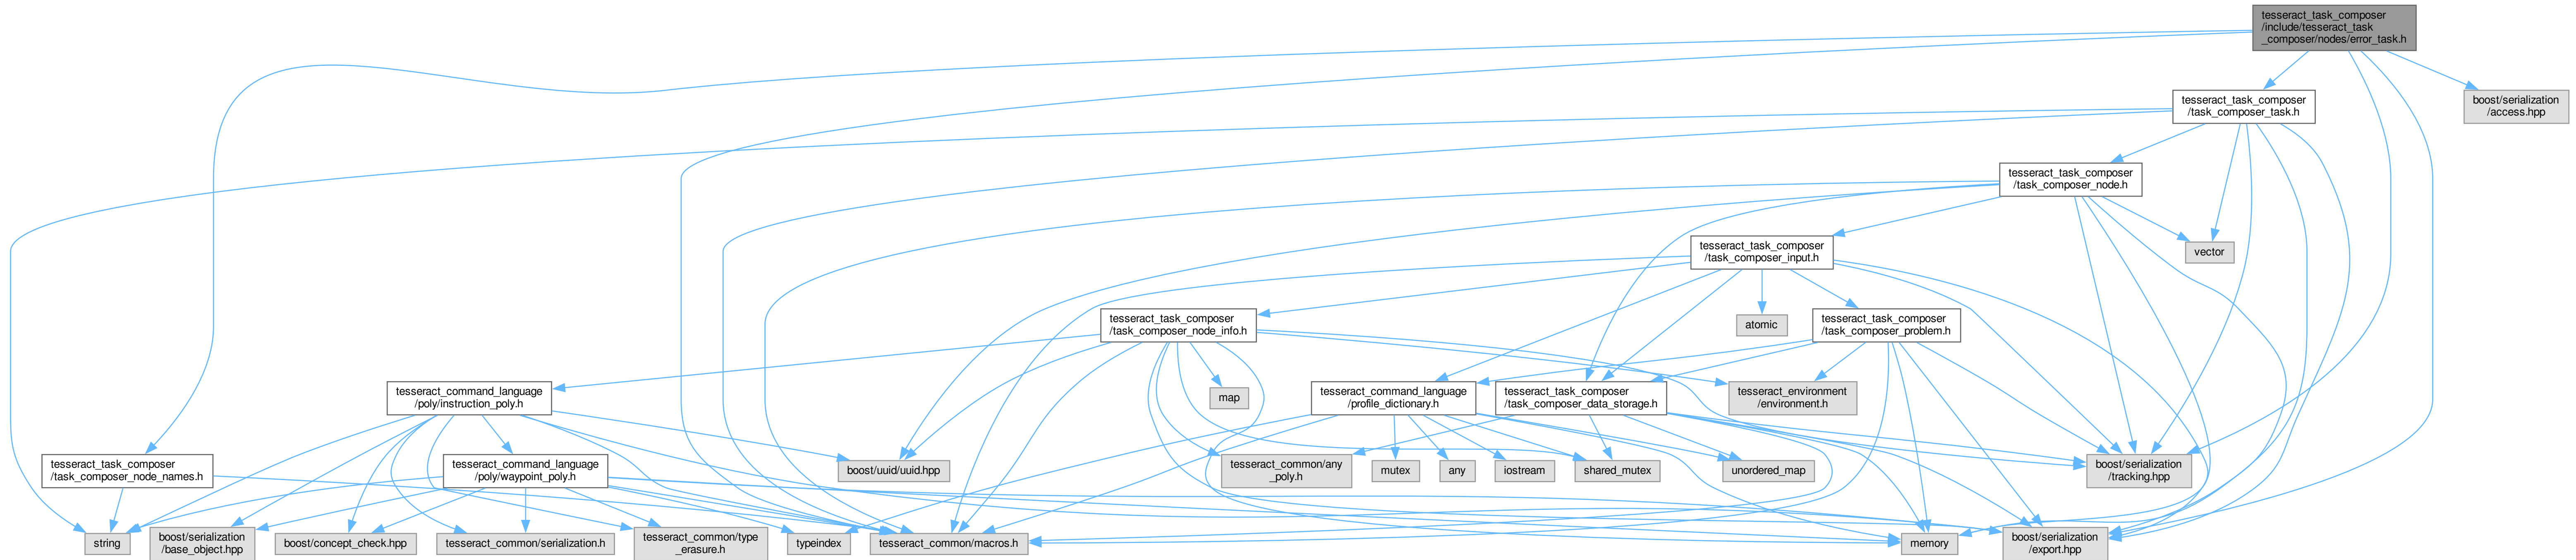 tesseract_task_composer
/include/tesseract_task
_composer/nodes/error_task.h
tesseract_task_composer
/task_composer_task.h
boost/serialization
/access.hpp
tesseract_task_composer
/task_composer_node.h
tesseract_task_composer
/task_composer_input.h
vector
tesseract_task_composer
/task_composer_node_info.h
atomic
tesseract_task_composer
/task_composer_problem.h
tesseract_command_language
/poly/instruction_poly.h
map
tesseract_command_language
/profile_dictionary.h
tesseract_task_composer
/task_composer_data_storage.h
tesseract_environment
/environment.h
tesseract_task_composer
/task_composer_node_names.h
tesseract_command_language
/poly/waypoint_poly.h
boost/uuid/uuid.hpp
tesseract_common/any
_poly.h
mutex
any
iostream
shared_mutex
unordered_map
boost/serialization
/tracking.hpp
string
boost/serialization
/base_object.hpp
boost/concept_check.hpp
tesseract_common/serialization.h
tesseract_common/type
_erasure.h
typeindex
tesseract_common/macros.h
memory
boost/serialization
/export.hpp